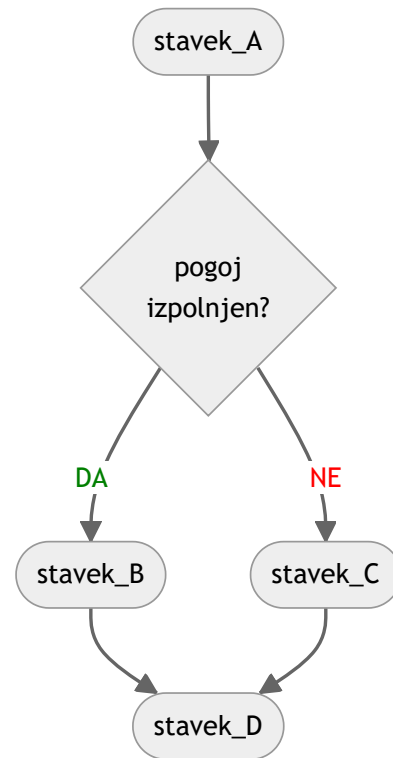 stavek_A
pogoj
izpolnjen?
DA
NE
stavek_B
stavek_C
stavek_D